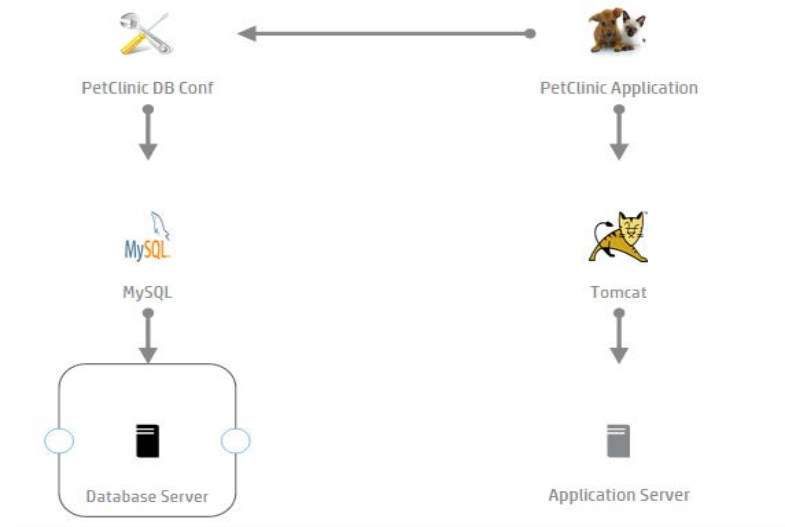 PetClinic DB Conf
PetClinic Application
MySQL.
MySQL
Tomcat
Database Server
Application Server